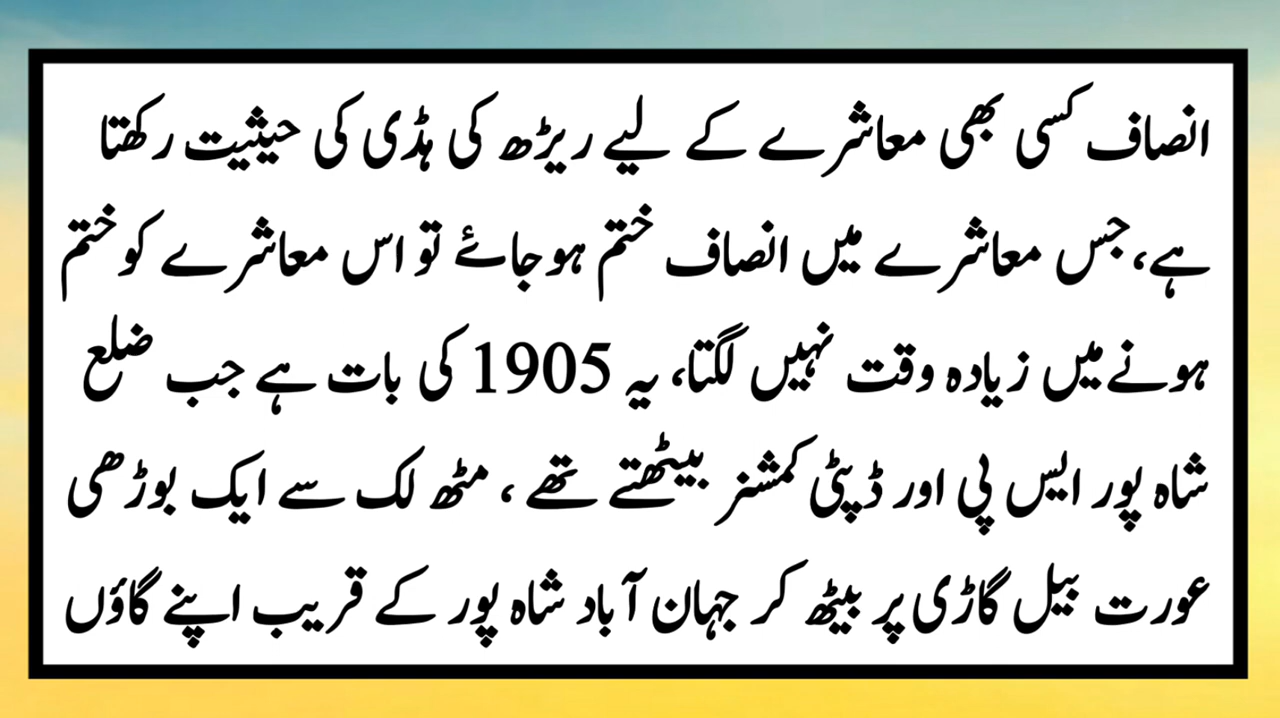 انصاف کسی بھی معاشرے کے لیے ریڑھ کی ہڈی کی حیثیت رکھتا
ہے، جس معاشرے میں انصاف ختم ہوجائے تو اس معاشرے کو ختم
ہونے میں زیادہ وقت نہیں لگتا، یہ 1905 کی بات ہے جب ضلع
شاہ پور ایس پی اور ڈپٹی کمشنر بیٹھتے تھے ، مٹھ لک سے ایک بوڑھی
عورت بیل گاڑی پر بیٹھ کر جہان آباد شاہ پور کے قریب اپنے گاؤں